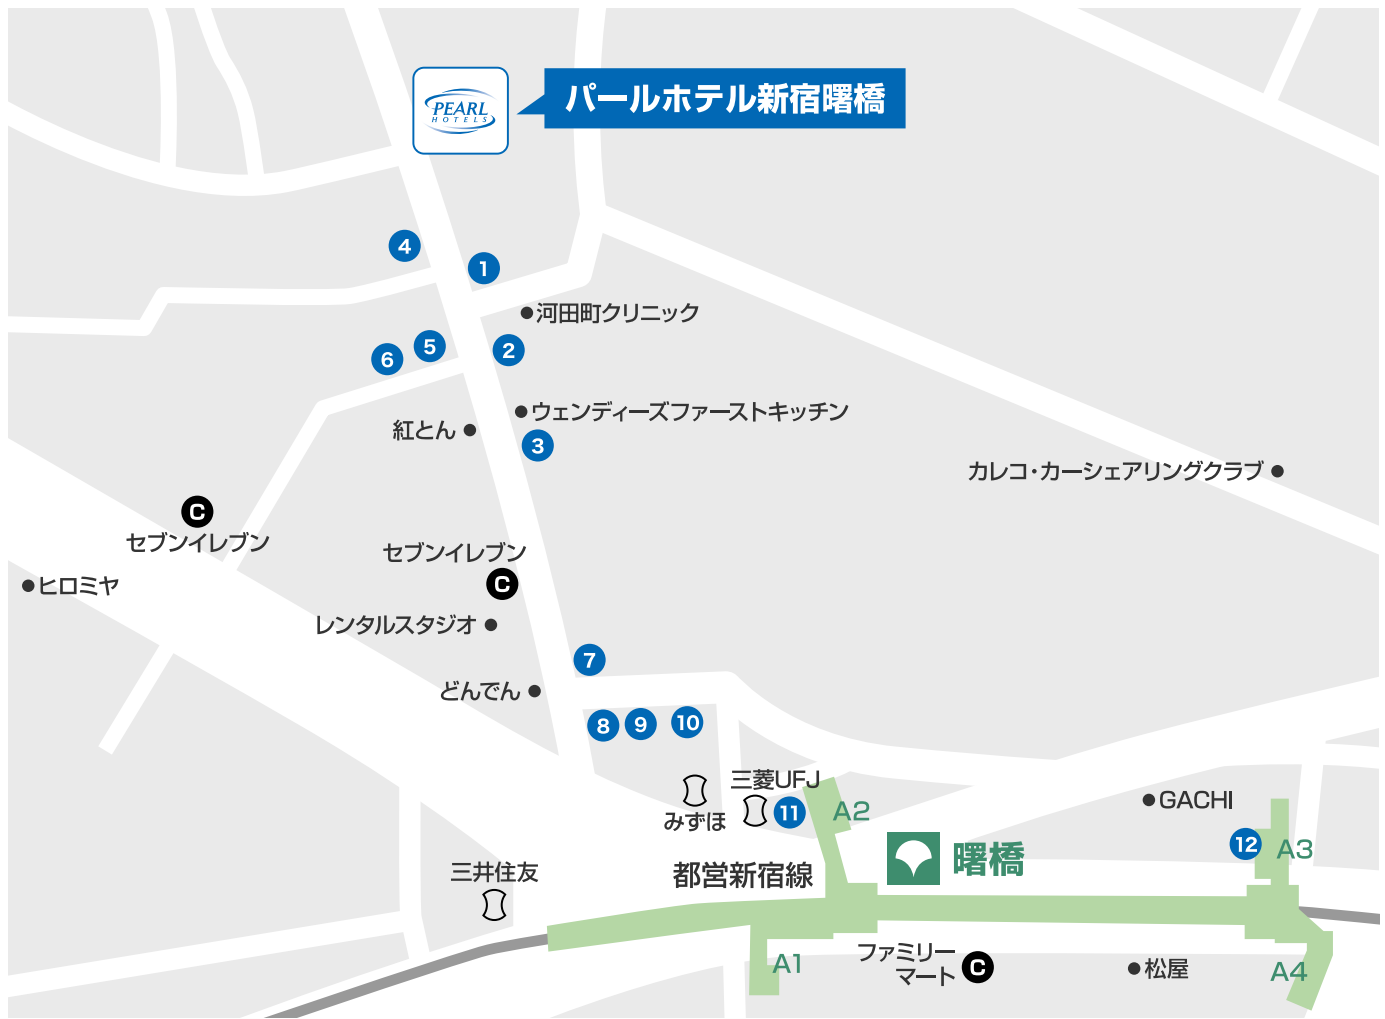 PEARL
HOTELS
パールホテル新宿曙橋
4
1
河田町クリニック
5
2
6
ウェンディーズファーストキッチン
紅とん
3
カレコ・カーシェアリングクラブ
C
セブンイレブン
セブンイレブン
C
ヒロミヤ
レンタルスタジオ
7
どんでん
8
9
10
三菱UFJ
みずほ
11
A2
GACHI
12
A3
曙橋
三井住友
都営新宿線
A1
ファミリー
マート
C
松屋
A4